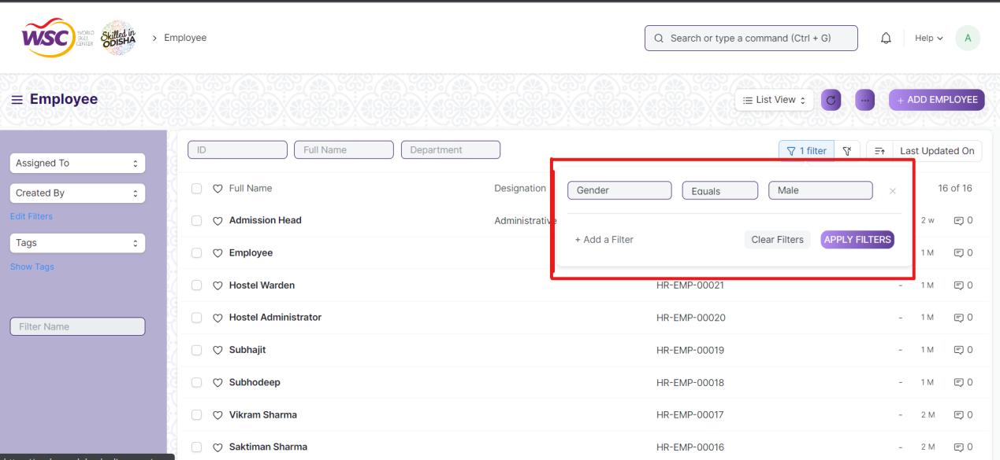 WSC WORLD SKILL CENTER Skilled in ODISHA > Employee Search or type a command (Ctrl + G) Help A
Employee List View ... + ADD EMPLOYEE
Assigned To
Created By
Edit Filters
Tags
Show Tags
Filter Name
ID Full Name Department 1 filter Last Updated On
Full Name Designation 16 of 16
Gender Equals Male ×
+ Add a Filter Clear Filters APPLY FILTERS
Admission Head Administrative 2 w 0
Employee 1 M 0
Hostel Warden HR-EMP-00021 - 1 M 0
Hostel Administrator HR-EMP-00020 - 1 M 0
Subhajit HR-EMP-00019 - 1 M 0
Subhodeep HR-EMP-00018 - 1 M 0
Vikram Sharma HR-EMP-00017 - 2 M 0
Saktiman Sharma HR-EMP-00016 - 2 M 0